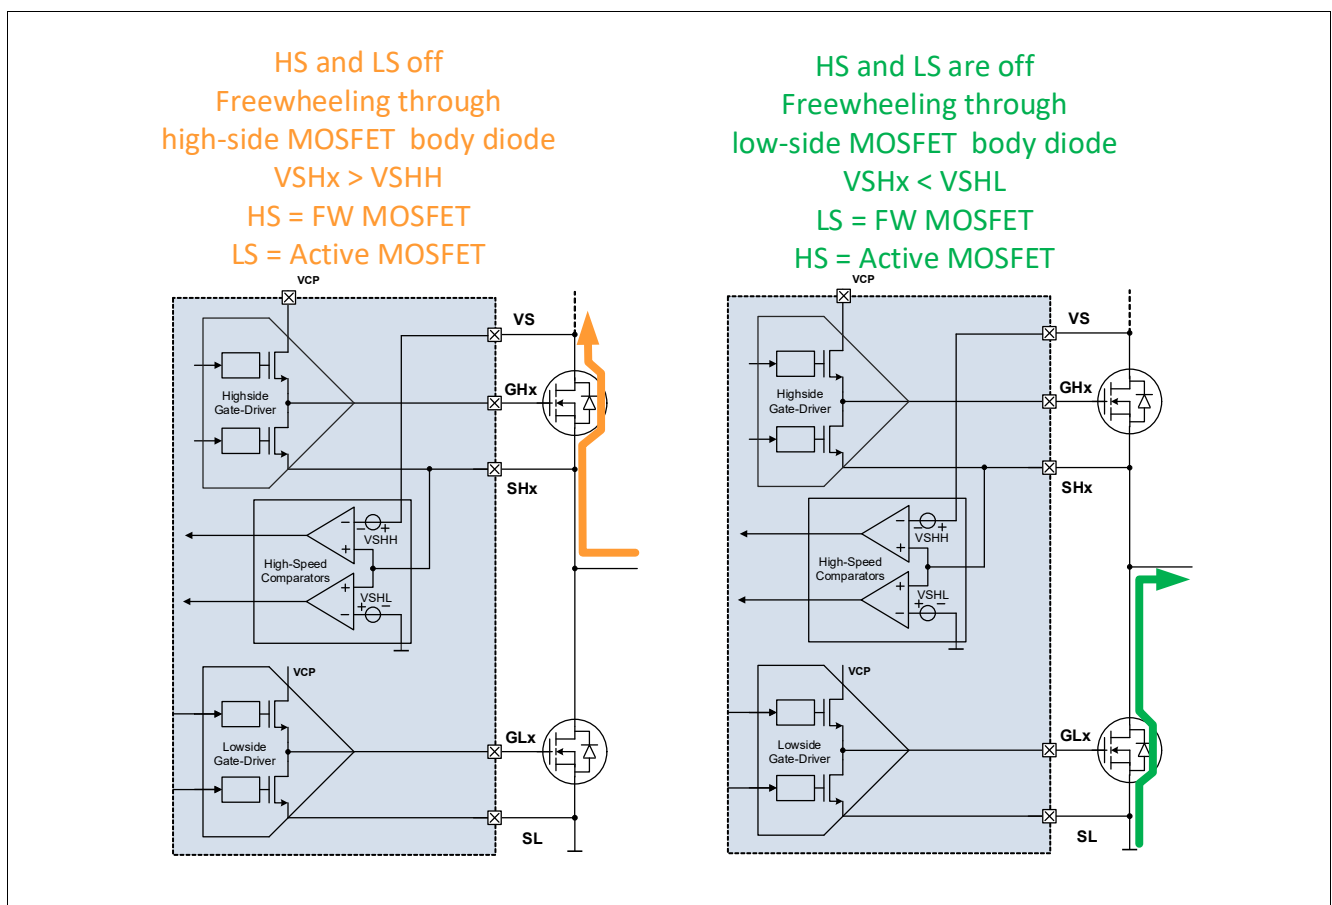 HS and LS off
Freewheeling through
high-side MOSFET body diode
VSHx > VSHH
HS = FW MOSFET
LS = Active MOSFET
VCP
VS
Highside
Gate-Driver
GHx
SHx
VSHH
High-Speed
Comparators
VSHL
VCP
Lowside
Gate-Driver
GLx
SL
HS and LS are off
Freewheeling through
low-side MOSFET body diode
VSHx < VSHL
LS = FW MOSFET
HS = Active MOSFET
VCP
VS
Highside
Gate-Driver
GHx
SHx
VSHH
High-Speed
Comparators
VSHL
VCP
Lowside
Gate-Driver
GLx
SL